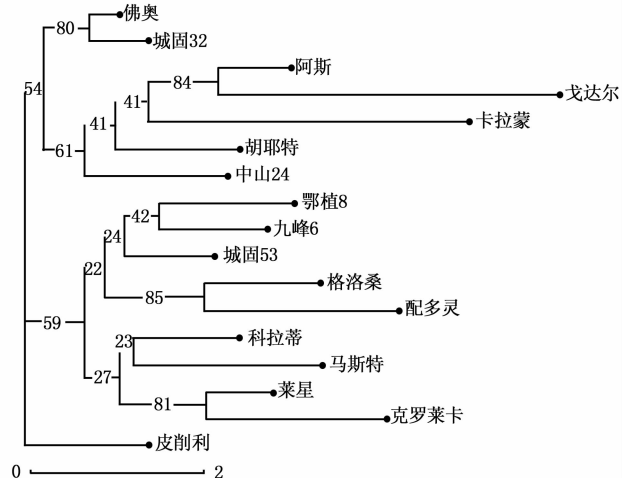 佛奥
80
城固32
阿斯
84
54
戈达尔
41
卡拉蒙
41
胡耶特
61
中山24
鄂植8
42
九峰6
24
城固53
22
格洛桑
85
配多灵
59
科拉蒂
23
马斯特
27
莱星
81
克罗莱卡
皮削利
0 2